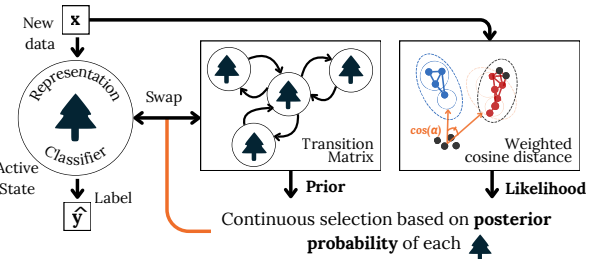 New
data
x
Representation
Classifier
Active
State
Label
ŷ
Swap
Transition
Matrix
cos(α)
Weighted
cosine distance
Prior
Likelihood
Continuous selection based on posterior
probability of each